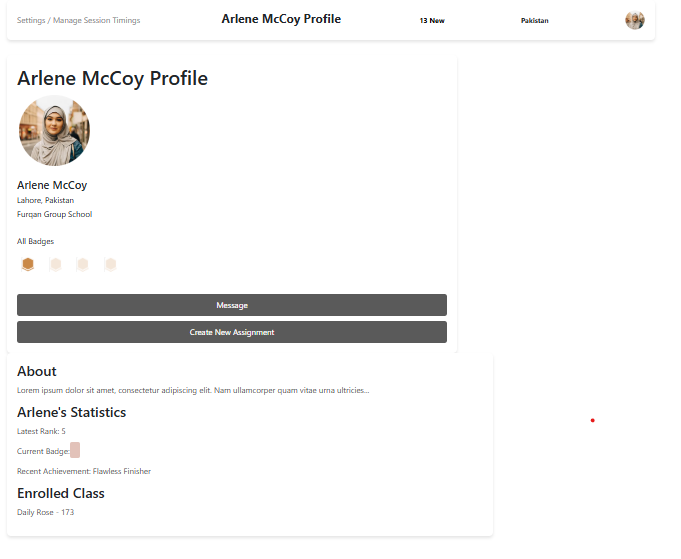 Settings / Manage Session Timings
Arlene McCoy Profile
13 New
Pakistan
Arlene McCoy Profile
Arlene McCoy
Lahore, Pakistan
Furqan Group School
All Badges
Message
Create New Assignment
About
Lorem ipsum dolor sit amet, consectetur adipiscing elit. Nam ullamcorper quam vitae urna ultricies...
Arlene's Statistics
Latest Rank: S
Current Badge:
Recent Achievement: Flawless Finisher
Enrolled Class
Daily Rose - 173